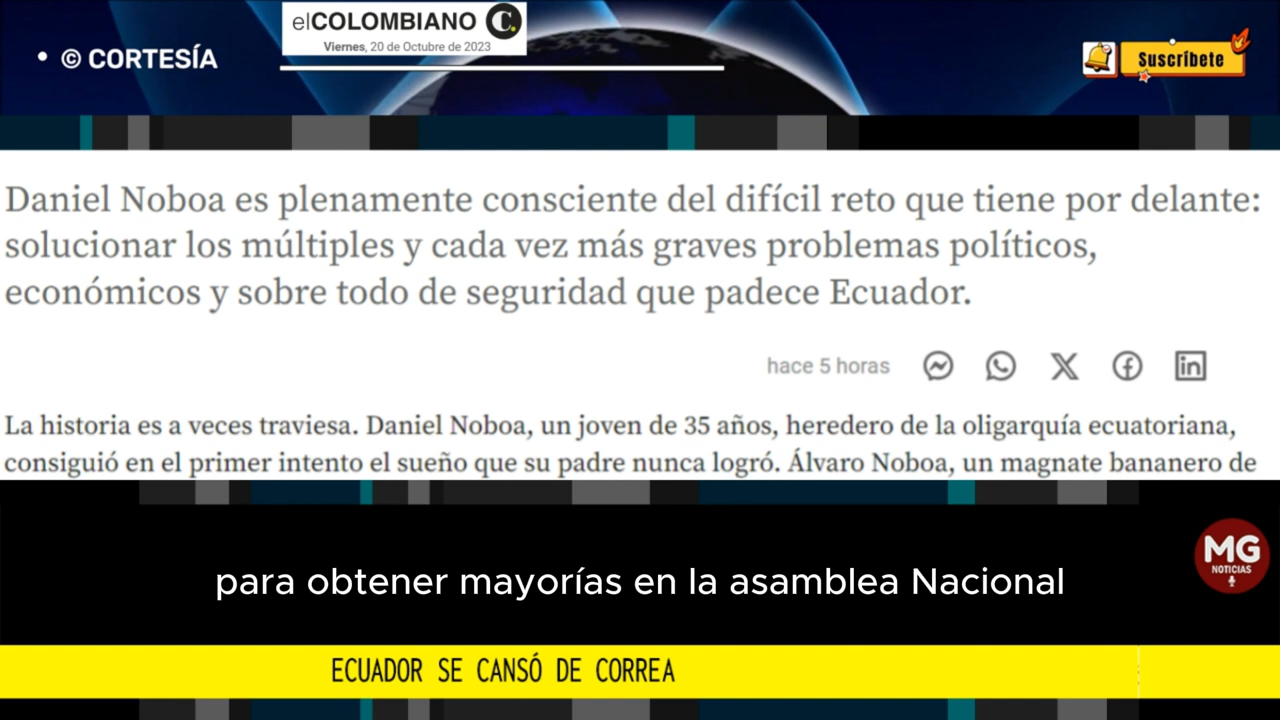 elCOLOMBIANO C.
Viernes, 20 de Octubre de 2023
• © CORTESÍA
Suscríbete
Daniel Noboa es plenamente consciente del difícil reto que tiene por delante:
solucionar los múltiples y cada vez más graves problemas políticos,
económicos y sobre todo de seguridad que padece Ecuador.
hace 5 horas
La historia es a veces traviesa. Daniel Noboa, un joven de 35 años, heredero de la oligarquía ecuatoriana,
consiguió en el primer intento el sueño que su padre nunca logró. Álvaro Noboa, un magnate bananero de
MG
NOTICIAS
para obtener mayorías en la asamblea Nacional
ECUADOR SE CANSÓ DE CORREA